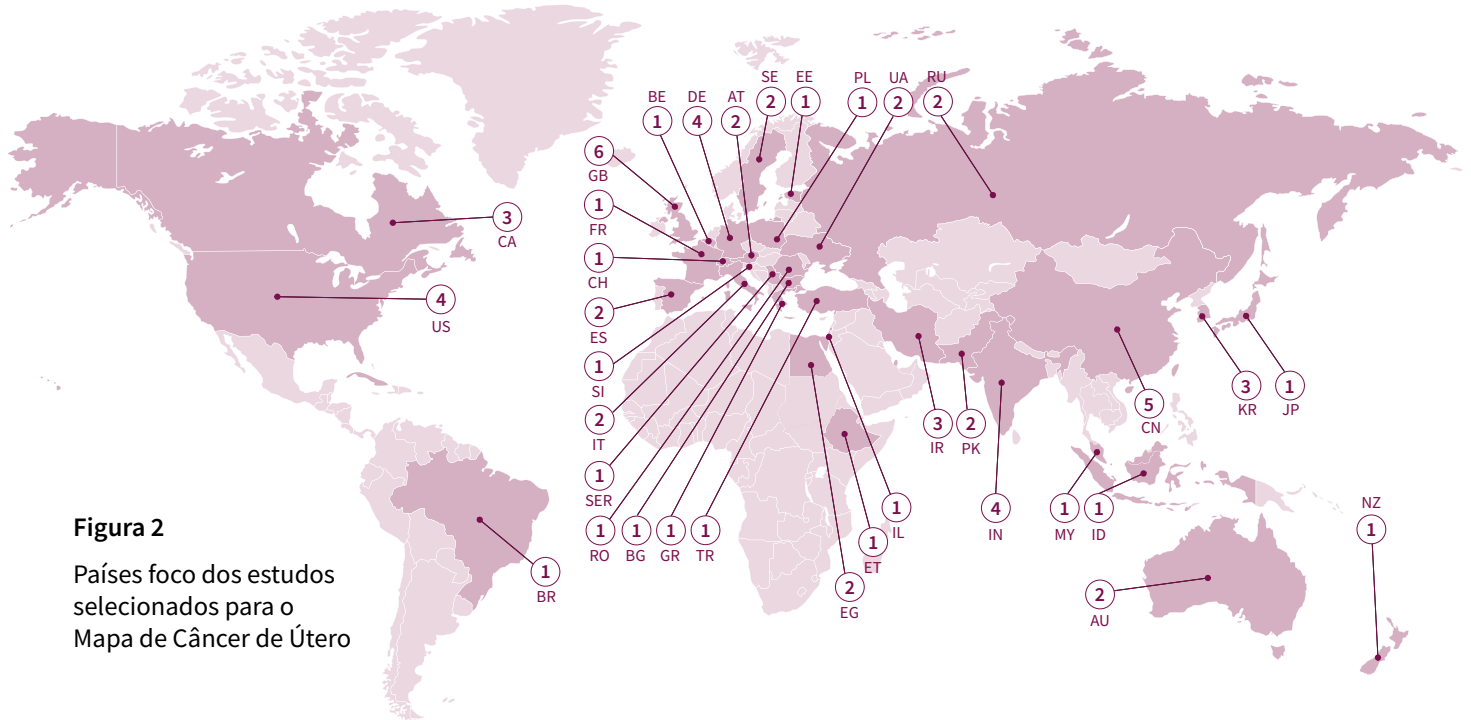 SE
EE
PL
UA
RU
2
1
1
2
2
BE
DE
AT
1
4
2
6
GB
1
FR
3
CA
1
CH
4
US
2
ES
1
SI
2
IT
1
SER
1
RO
1
BG
1
GR
1
TR
1
IL
1
ET
2
EG
3
IR
2
PK
4
IN
5
CN
3
KR
1
JP
1
MY
1
ID
NZ
1
2
AU
1
BR
Figura 2
Países foco dos estudos
selecionados para o
Mapa de Câncer de Útero